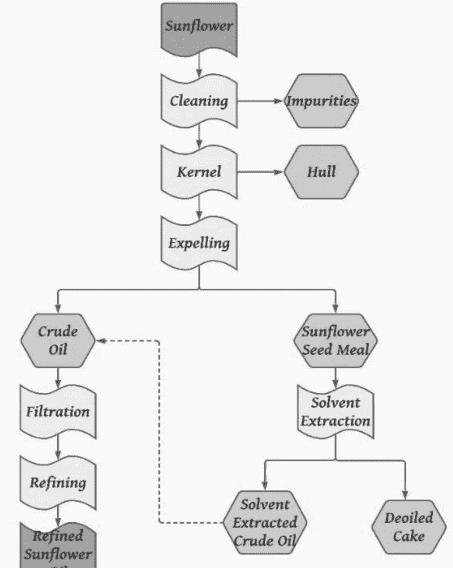 Sunflower
Cleaning
Impurities
Kernel
Hull
Expelling
Crude
Oil
Sunflower
Seed Meal
Filtration
Solvent
Extraction
Refining
Solvent
Extracted
Crude Oil
Deoiled
Cake
Refined
Sunflower